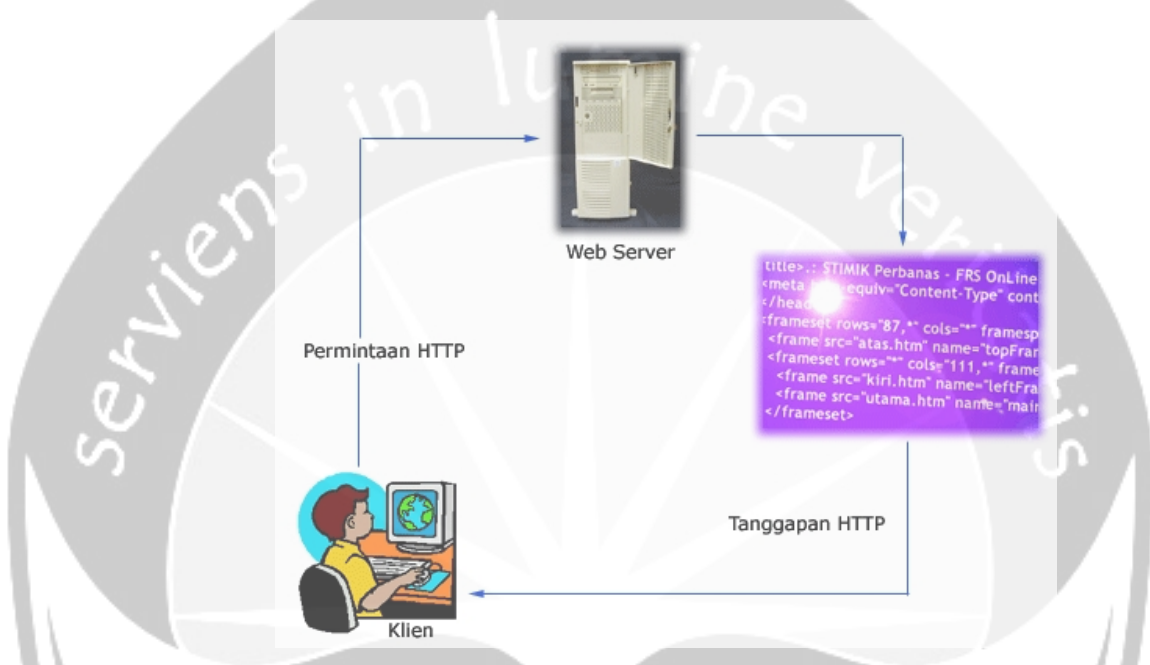 serviens in lumine veritatis
Web Server
title>.: STIMIK Perbanas - FRS OnLine
<meta equiv="Content-Type" cont
</head
<frameset rows="87,*" cols="*" framesp
<frame src="atas.htm" name="topFrar
<frameset rows="*" cols="111,*" frame
<frame src="kiri.htm" name="leftFra
<frame src="utama.htm" name="main
</frameset>
Permintaan HTTP
Tanggapan HTTP
Klien